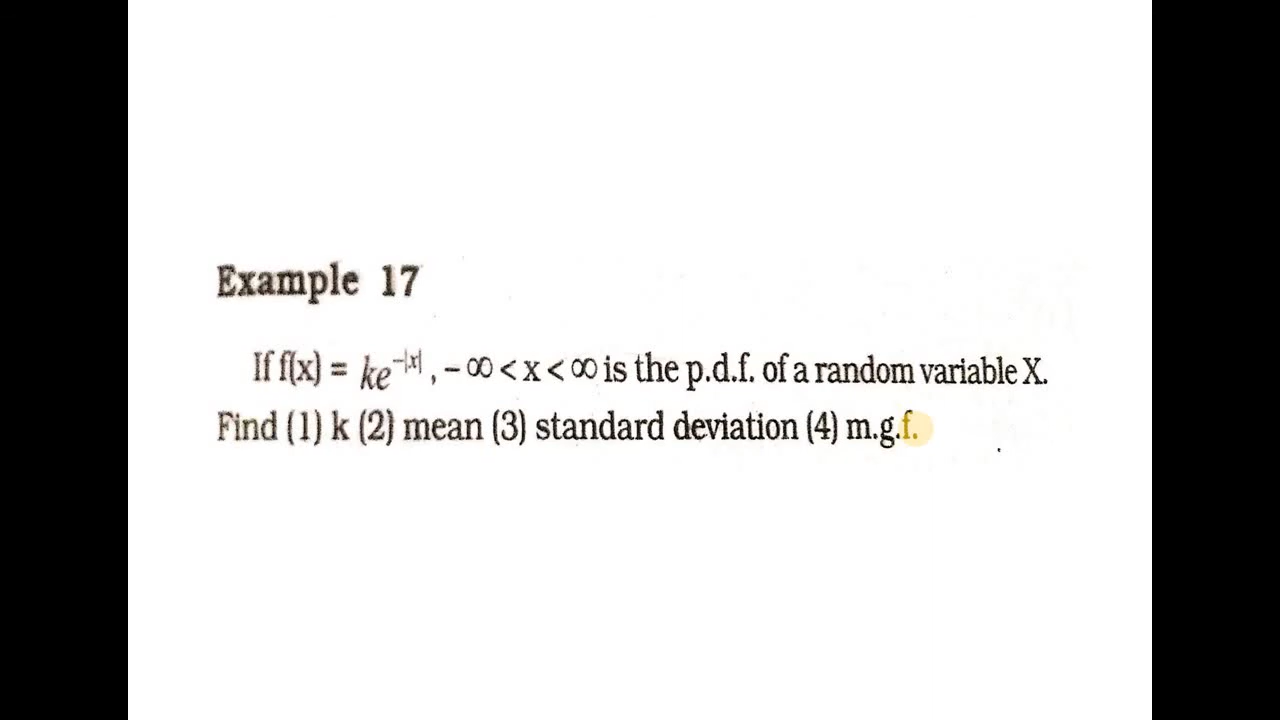 Example 17
If f(x) = ke^{-|x|}, - ∞ < x < ∞ is the p.d.f. of a random variable X.
Find (1) k (2) mean (3) standard deviation (4) m.g.f.